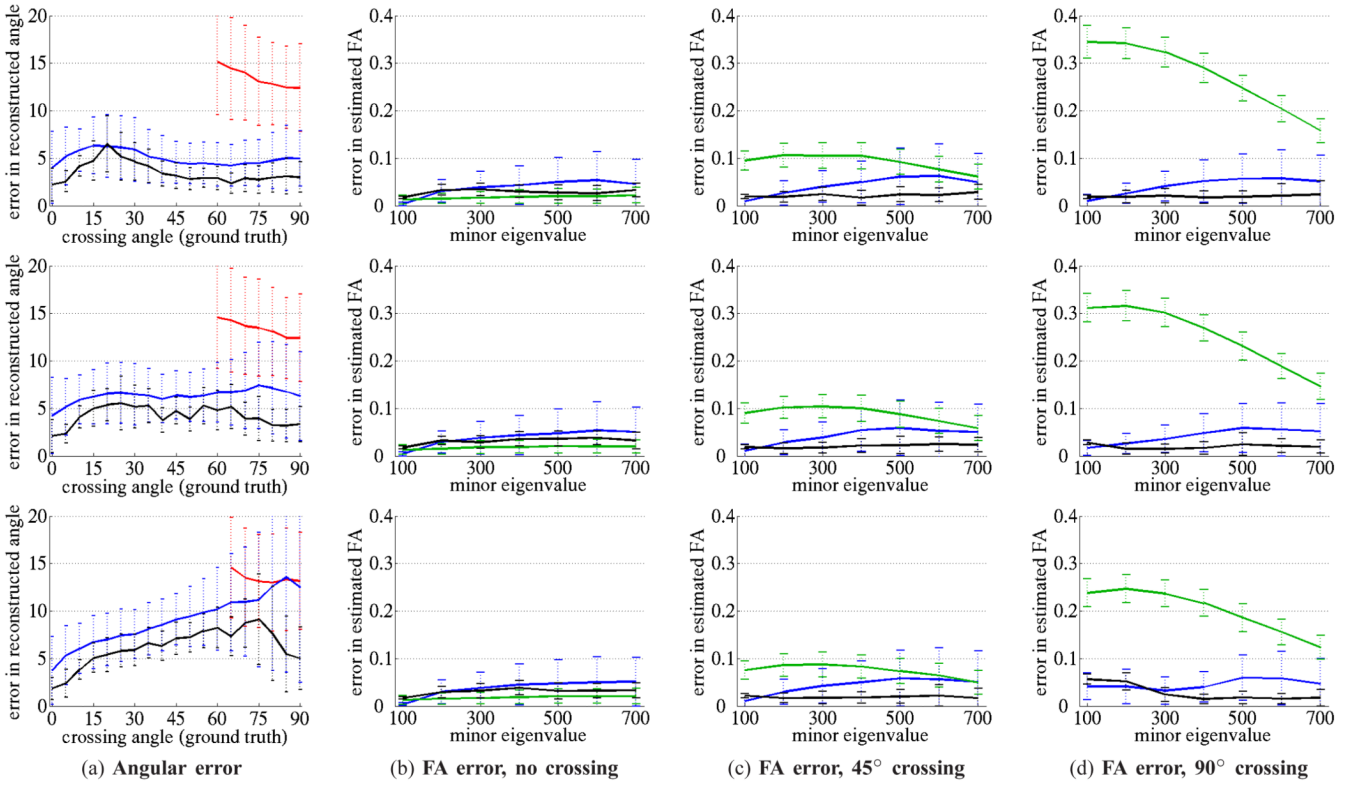 error in reconstructed angle
20
15
10
5
0
0 15 30 45 60 75 90
crossing angle (ground truth)
error in estimated FA
0.4
0.3
0.2
0.1
0
100 300 500 700
minor eigenvalue
error in estimated FA
0.4
0.3
0.2
0.1
0
100 300 500 700
minor eigenvalue
error in estimated FA
0.4
0.3
0.2
0.1
0
100 300 500 700
minor eigenvalue
error in reconstructed angle
20
15
10
5
0
0 15 30 45 60 75 90
crossing angle (ground truth)
error in estimated FA
0.4
0.3
0.2
0.1
0
100 300 500 700
minor eigenvalue
error in estimated FA
0.4
0.3
0.2
0.1
0
100 300 500 700
minor eigenvalue
error in estimated FA
0.4
0.3
0.2
0.1
0
100 300 500 700
minor eigenvalue
error in reconstructed angle
20
15
10
5
0
0 15 30 45 60 75 90
crossing angle (ground truth)
error in estimated FA
0.4
0.3
0.2
0.1
0
100 300 500 700
minor eigenvalue
error in estimated FA
0.4
0.3
0.2
0.1
0
100 300 500 700
minor eigenvalue
error in estimated FA
0.4
0.3
0.2
0.1
0
100 300 500 700
minor eigenvalue
(a) Angular error
(b) FA error, no crossing
(c) FA error, 45° crossing
(d) FA error, 90° crossing